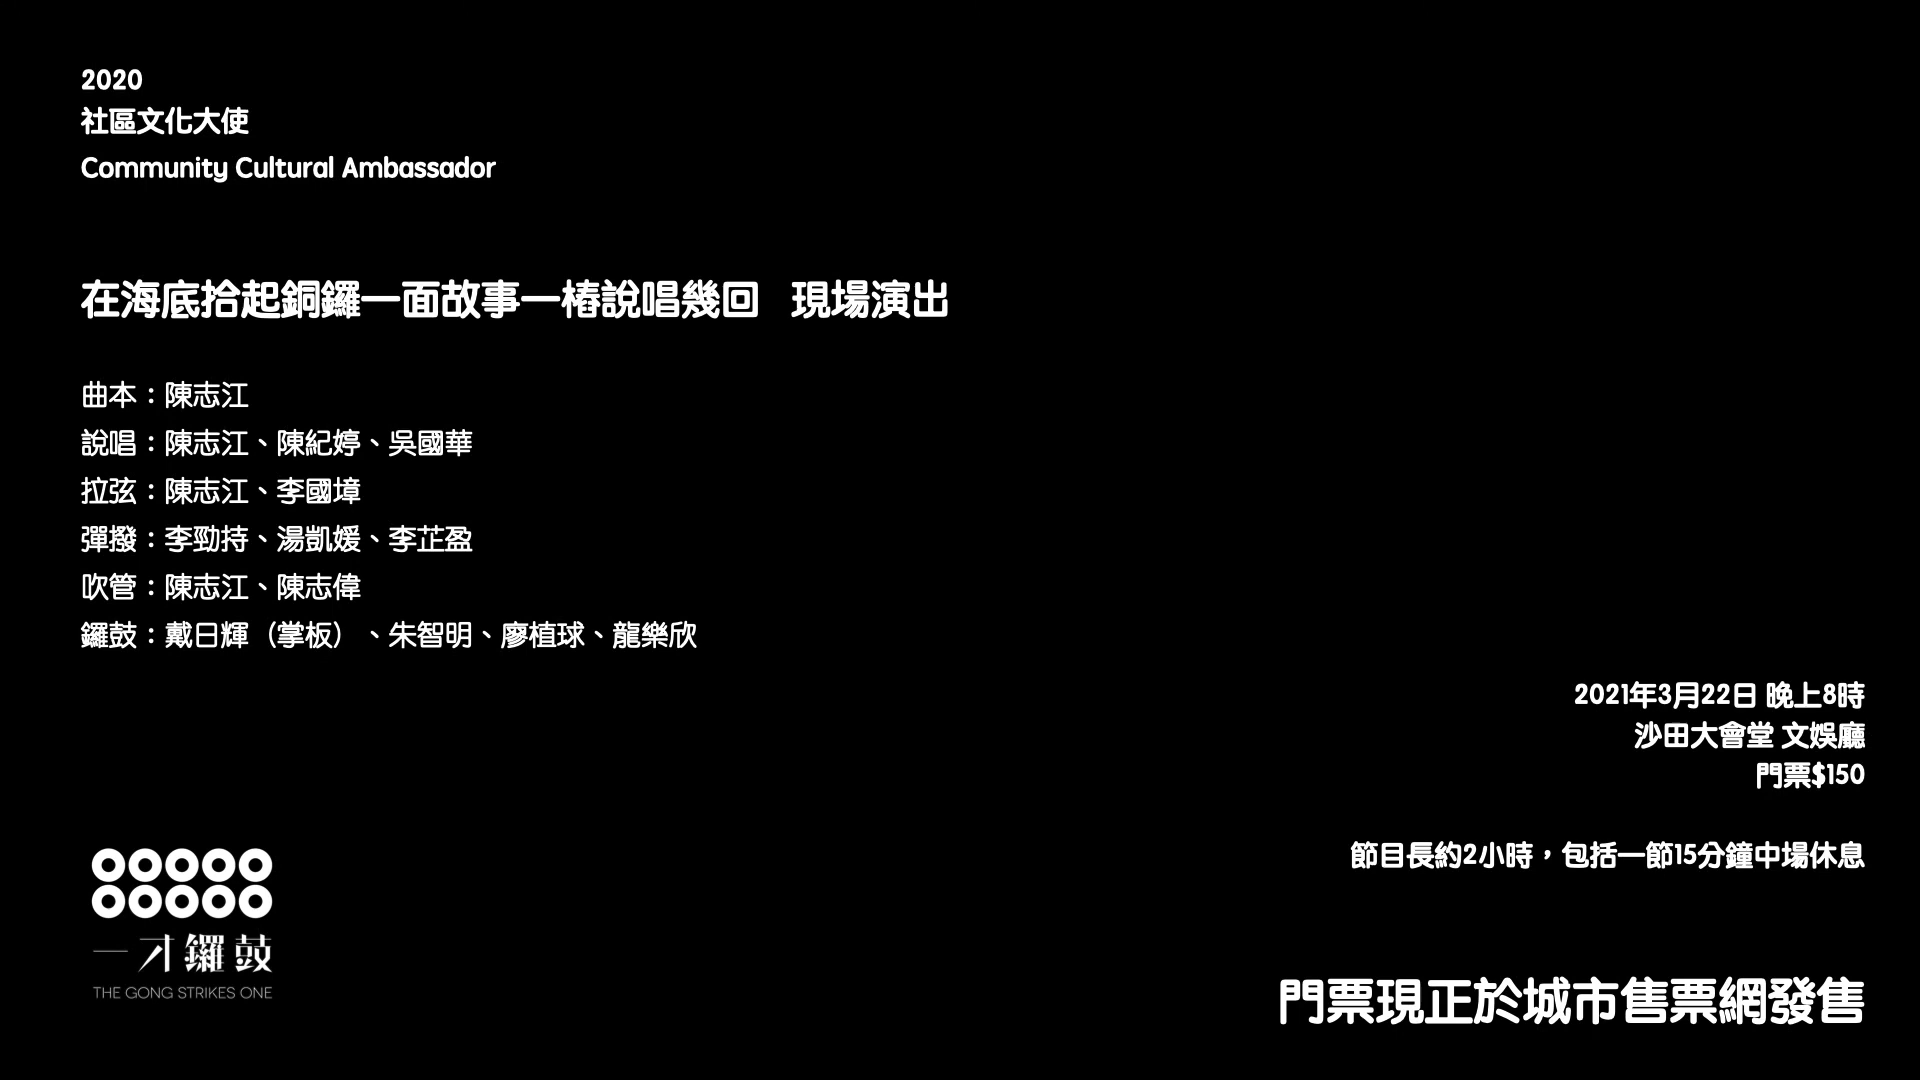 2020
社區文化大使
Community Cultural Ambassador
在海底拾起銅鑼一面故事一樁說唱幾回 現場演出
曲本：陳志江
說唱：陳志江、陳紀婷、吳國華
拉弦：陳志江、李國墇
彈撥：李勁持、湯凱媛、李芷盈
吹管：陳志江、陳志偉
鑼鼓：戴日輝（掌板）、朱智明、廖植球、龍樂欣
2021年3月22日 晚上8時
沙田大會堂 文娛廳
門票$150
節目長約2小時，包括一節15分鐘中場休息
一才鑼鼓
THE GONG STRIKES ONE
門票現正於城市售票網發售